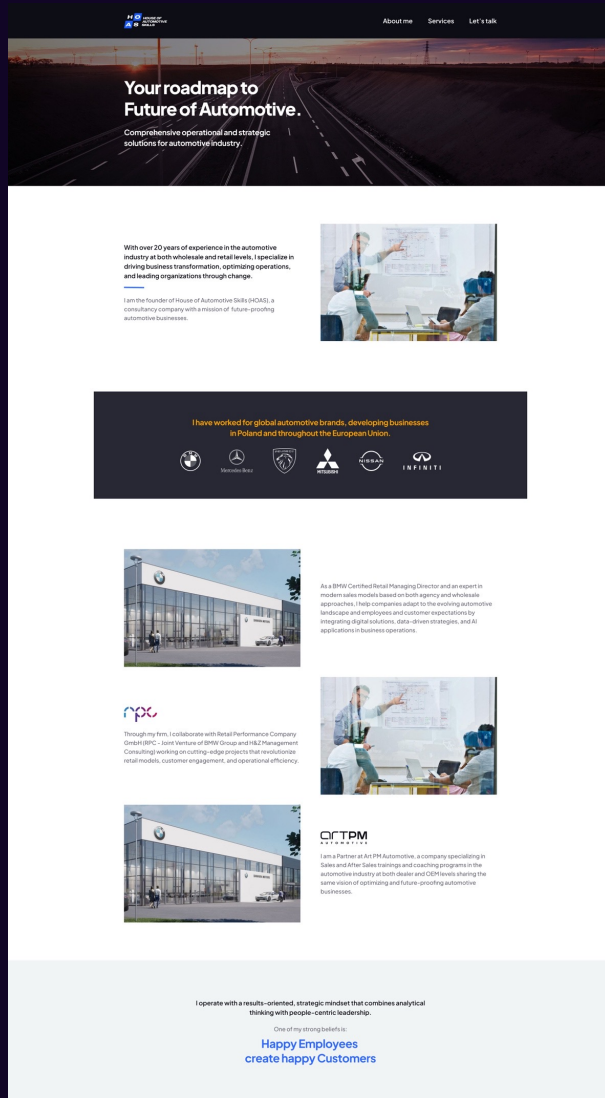 HO
AS
HOUSE OF
AUTOMOTIVE
SKILLS
About me
Services
Let's talk
Your roadmap to
Future of Automotive.
Comprehensive operational and strategic
solutions for automotive industry.
With over 20 years of experience in the automotive
industry at both wholesale and retail levels, I specialize in
driving business transformation, optimizing operations,
and leading organizations through change.
I am the founder of House of Automotive Skills (HOAS), a
consultancy company with a mission of future-proofing
automotive businesses.
I have worked for global automotive brands, developing businesses
in Poland and throughout the European Union.
Mercedes-Benz
PEUGEOT
MITSUBISHI
NISSAN
INFINITI
As a BMW Certified Retail Managing Director and an expert in
modern sales models based on both agency and wholesale
approaches, I help companies adapt to the evolving automotive
landscape and employees and customer expectations by
integrating digital solutions, data-driven strategies, and AI
applications in business operations.
rpc
Through my firm, I collaborate with Retail Performance Company
GmbH (RPC - Joint Venture of BMW Group and H&Z Management
Consulting) working on cutting-edge projects that revolutionize
retail models, customer engagement, and operational efficiency.
ArTPM
AUTOMOTIVE
I am a Partner at Art PM Automotive, a company specializing in
Sales and After Sales trainings and coaching programs in the
automotive industry at both dealer and OEM levels sharing the
same vision of optimizing and future-proofing automotive
businesses.
I operate with a results-oriented, strategic mindset that combines analytical
thinking with people-centric leadership.
One of my strong beliefs is:
Happy Employees
create happy Customers